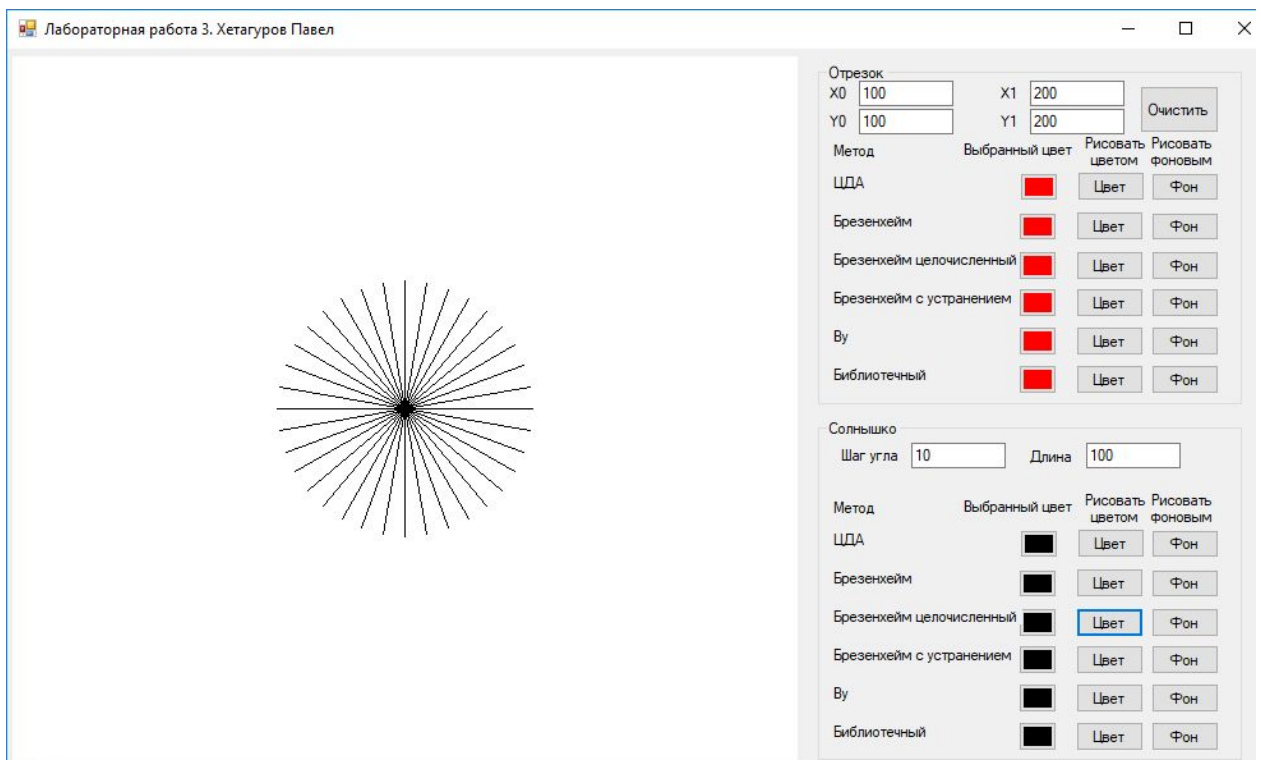 Лабораторная работа 3. Хетагуров Павел
Отрезок
X0 100 X1 200
Y0 100 Y1 200
Очистить
Метод Выбранный цвет Рисовать цветом Рисовать фоновым
ЦДА Цвет Фон
Брезенхейм Цвет Фон
Брезенхейм целочисленный Цвет Фон
Брезенхейм с устранением Цвет Фон
Ву Цвет Фон
Библиотечный Цвет Фон
Солнышко
Шаг угла 10 Длина 100
Метод Выбранный цвет Рисовать цветом Рисовать фоновым
ЦДА Цвет Фон
Брезенхейм Цвет Фон
Брезенхейм целочисленный Цвет Фон
Брезенхейм с устранением Цвет Фон
Ву Цвет Фон
Библиотечный Цвет Фон